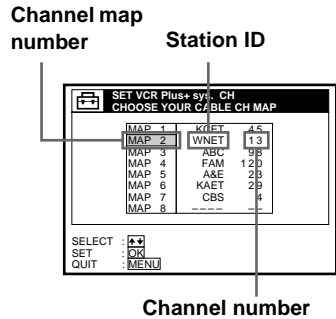 Channel map
number
Station ID
SET VCR Plus+ sys. CH
CHOOSE YOUR CABLE CH MAP
MAP 1 KCET 45
MAP 2 WNET 13
MAP 3 ABC 98
MAP 4 FAM 120
MAP 5 A&E 23
MAP 6 KAET 29
MAP 7 CBS 4
MAP 8 –––– ––
SELECT :
SET : OK
QUIT : MENU
Channel number